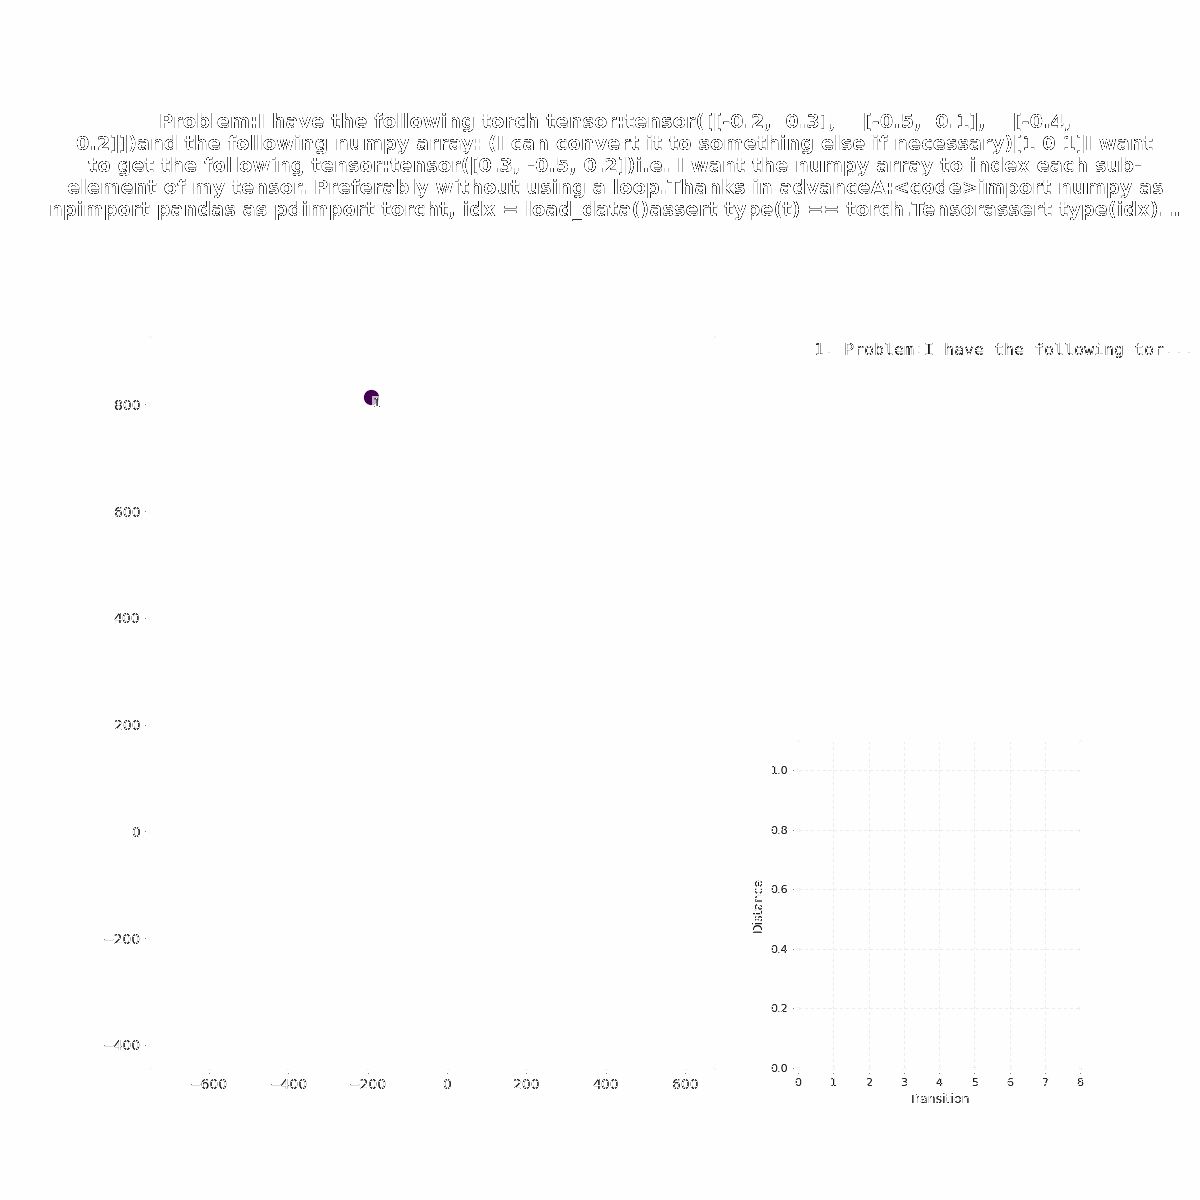 Problem:I have the following torch tensor:tensor([[-0.2,  0.3],    [-0.5,  0.1],    [-0.4,
0.2]])and the following numpy array: (I can convert it to something else if necessary)[1 0 1]I want
to get the following tensor:tensor([0.3, -0.5, 0.2])i.e. I want the numpy array to index each sub-
element of my tensor. Preferably without using a loop.Thanks in advanceA:<code>import numpy as
npimport pandas as pdimport torcht, idx = load_data()assert type(t) == torch.Tensorassert type(idx)...
1. Problem:I have the following tor...
800
600
400
200
0
−200
−400
−600 −400 −200 0 200 400 600
1
1.0
0.8
0.6
0.4
0.2
0.0
Distance
0 1 2 3 4 5 6 7 8
Transition